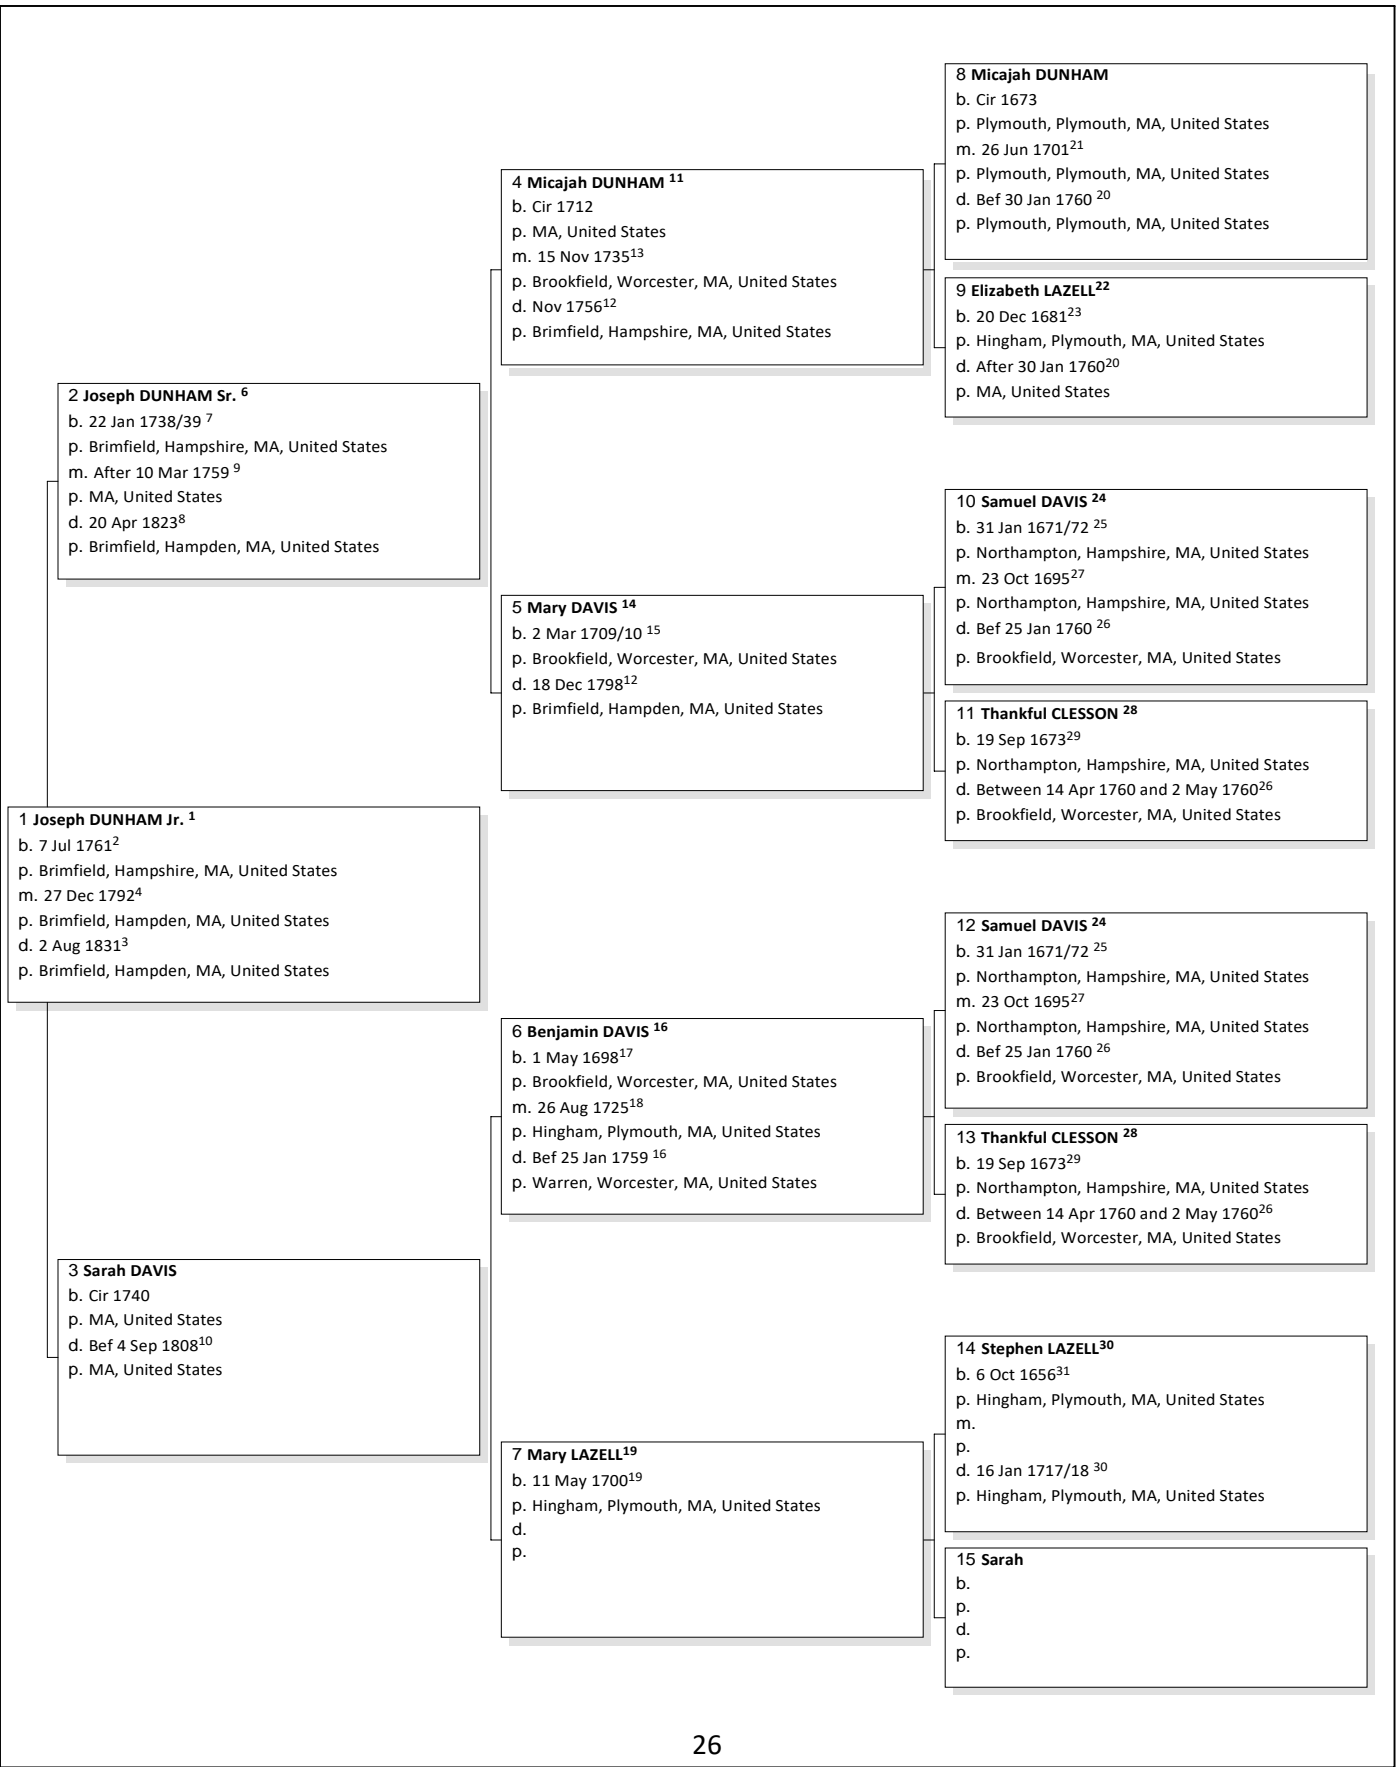 8 Micajah DUNHAM
b. Cir 1673
p. Plymouth, Plymouth, MA, United States
m. 26 Jun 1701²¹
p. Plymouth, Plymouth, MA, United States
d. Bef 30 Jan 1760 ²⁰
p. Plymouth, Plymouth, MA, United States
4 Micajah DUNHAM ¹¹
b. Cir 1712
p. MA, United States
m. 15 Nov 1735¹³
p. Brookfield, Worcester, MA, United States
d. Nov 1756¹²
p. Brimfield, Hampshire, MA, United States
9 Elizabeth LAZELL²²
b. 20 Dec 1681²³
p. Hingham, Plymouth, MA, United States
d. After 30 Jan 1760²⁰
p. MA, United States
2 Joseph DUNHAM Sr. ⁶
b. 22 Jan 1738/39 ⁷
p. Brimfield, Hampshire, MA, United States
m. After 10 Mar 1759 ⁹
p. MA, United States
d. 20 Apr 1823⁸
p. Brimfield, Hampden, MA, United States
10 Samuel DAVIS ²⁴
b. 31 Jan 1671/72 ²⁵
p. Northampton, Hampshire, MA, United States
m. 23 Oct 1695²⁷
p. Northampton, Hampshire, MA, United States
d. Bef 25 Jan 1760 ²⁶
p. Brookfield, Worcester, MA, United States
5 Mary DAVIS ¹⁴
b. 2 Mar 1709/10 ¹⁵
p. Brookfield, Worcester, MA, United States
d. 18 Dec 1798¹²
p. Brimfield, Hampden, MA, United States
11 Thankful CLESSON ²⁸
b. 19 Sep 1673²⁹
p. Northampton, Hampshire, MA, United States
d. Between 14 Apr 1760 and 2 May 1760²⁶
p. Brookfield, Worcester, MA, United States
1 Joseph DUNHAM Jr. ¹
b. 7 Jul 1761²
p. Brimfield, Hampshire, MA, United States
m. 27 Dec 1792⁴
p. Brimfield, Hampden, MA, United States
d. 2 Aug 1831³
p. Brimfield, Hampden, MA, United States
12 Samuel DAVIS ²⁴
b. 31 Jan 1671/72 ²⁵
p. Northampton, Hampshire, MA, United States
m. 23 Oct 1695²⁷
p. Northampton, Hampshire, MA, United States
d. Bef 25 Jan 1760 ²⁶
p. Brookfield, Worcester, MA, United States
6 Benjamin DAVIS ¹⁶
b. 1 May 1698¹⁷
p. Brookfield, Worcester, MA, United States
m. 26 Aug 1725¹⁸
p. Hingham, Plymouth, MA, United States
d. Bef 25 Jan 1759 ¹⁶
p. Warren, Worcester, MA, United States
13 Thankful CLESSON ²⁸
b. 19 Sep 1673²⁹
p. Northampton, Hampshire, MA, United States
d. Between 14 Apr 1760 and 2 May 1760²⁶
p. Brookfield, Worcester, MA, United States
3 Sarah DAVIS
b. Cir 1740
p. MA, United States
d. Bef 4 Sep 1808¹⁰
p. MA, United States
14 Stephen LAZELL³⁰
b. 6 Oct 1656³¹
p. Hingham, Plymouth, MA, United States
m.
p.
d. 16 Jan 1717/18 ³⁰
p. Hingham, Plymouth, MA, United States
7 Mary LAZELL¹⁹
b. 11 May 1700¹⁹
p. Hingham, Plymouth, MA, United States
d.
p.
15 Sarah
b.
p.
d.
p.
26